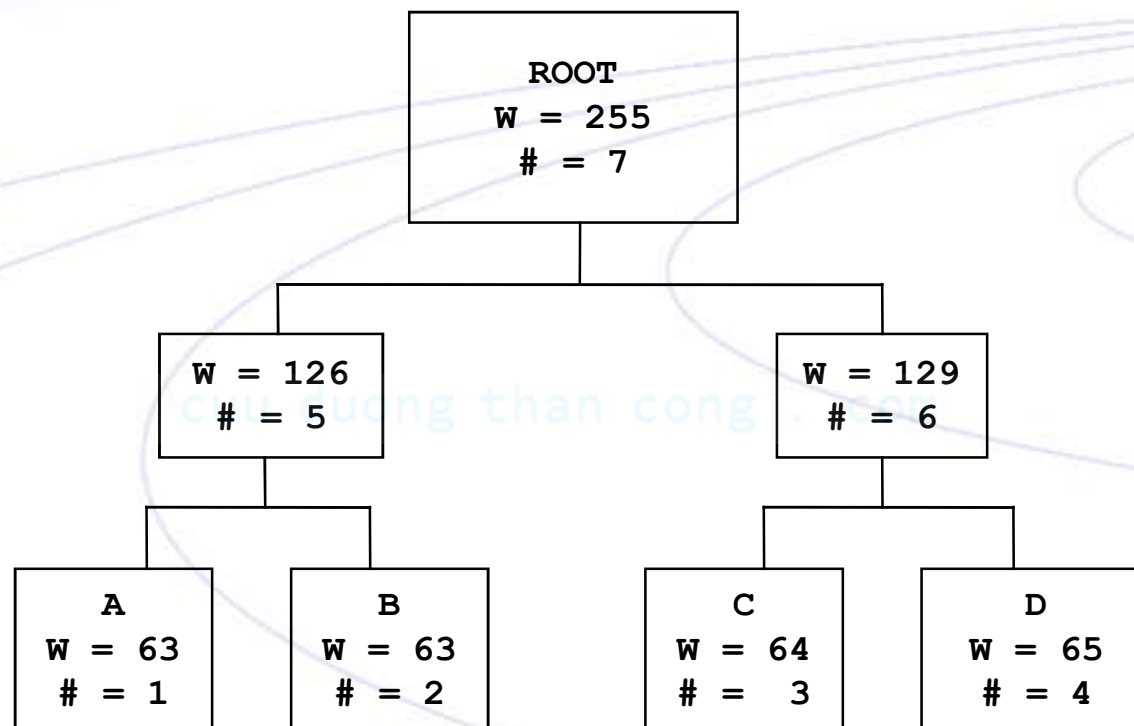 ROOT
W = 255
# = 7
W = 126
# = 5
W = 129
# = 6
cuu duong than cong . com
A
W = 63
# = 1
B
W = 63
# = 2
C
W = 64
# = 3
D
W = 65
# = 4